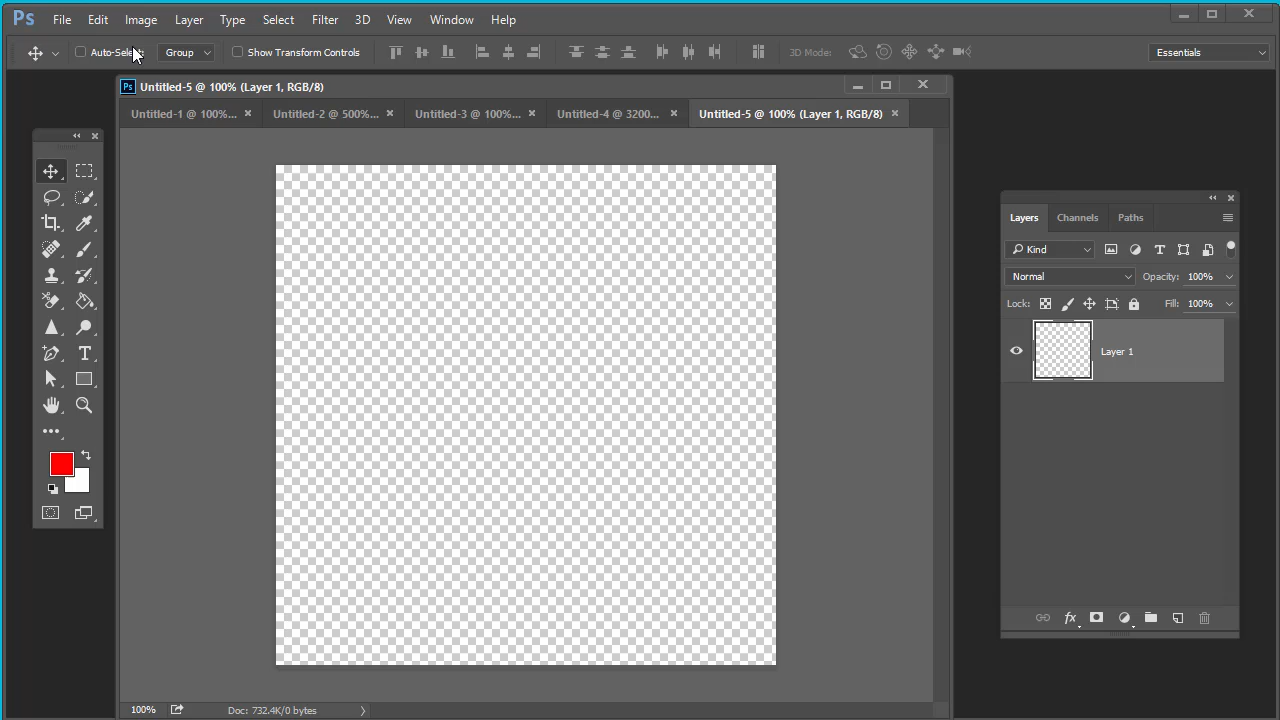 Ps File Edit Image Layer Type Select Filter 3D View Window Help
Auto-Select: Group Show Transform Controls 3D Mode: Essentials
Ps Untitled-5 @ 100% (Layer 1, RGB/8)
Untitled-1 @ 100%... Untitled-2 @ 500%... Untitled-3 @ 100%... Untitled-4 @ 3200... Untitled-5 @ 100% (Layer 1, RGB/8)
Layers Channels Paths
Kind T
Normal Opacity: 100%
Lock: Fill: 100%
Layer 1
T
fx
100% Doc: 732.4K/0 bytes